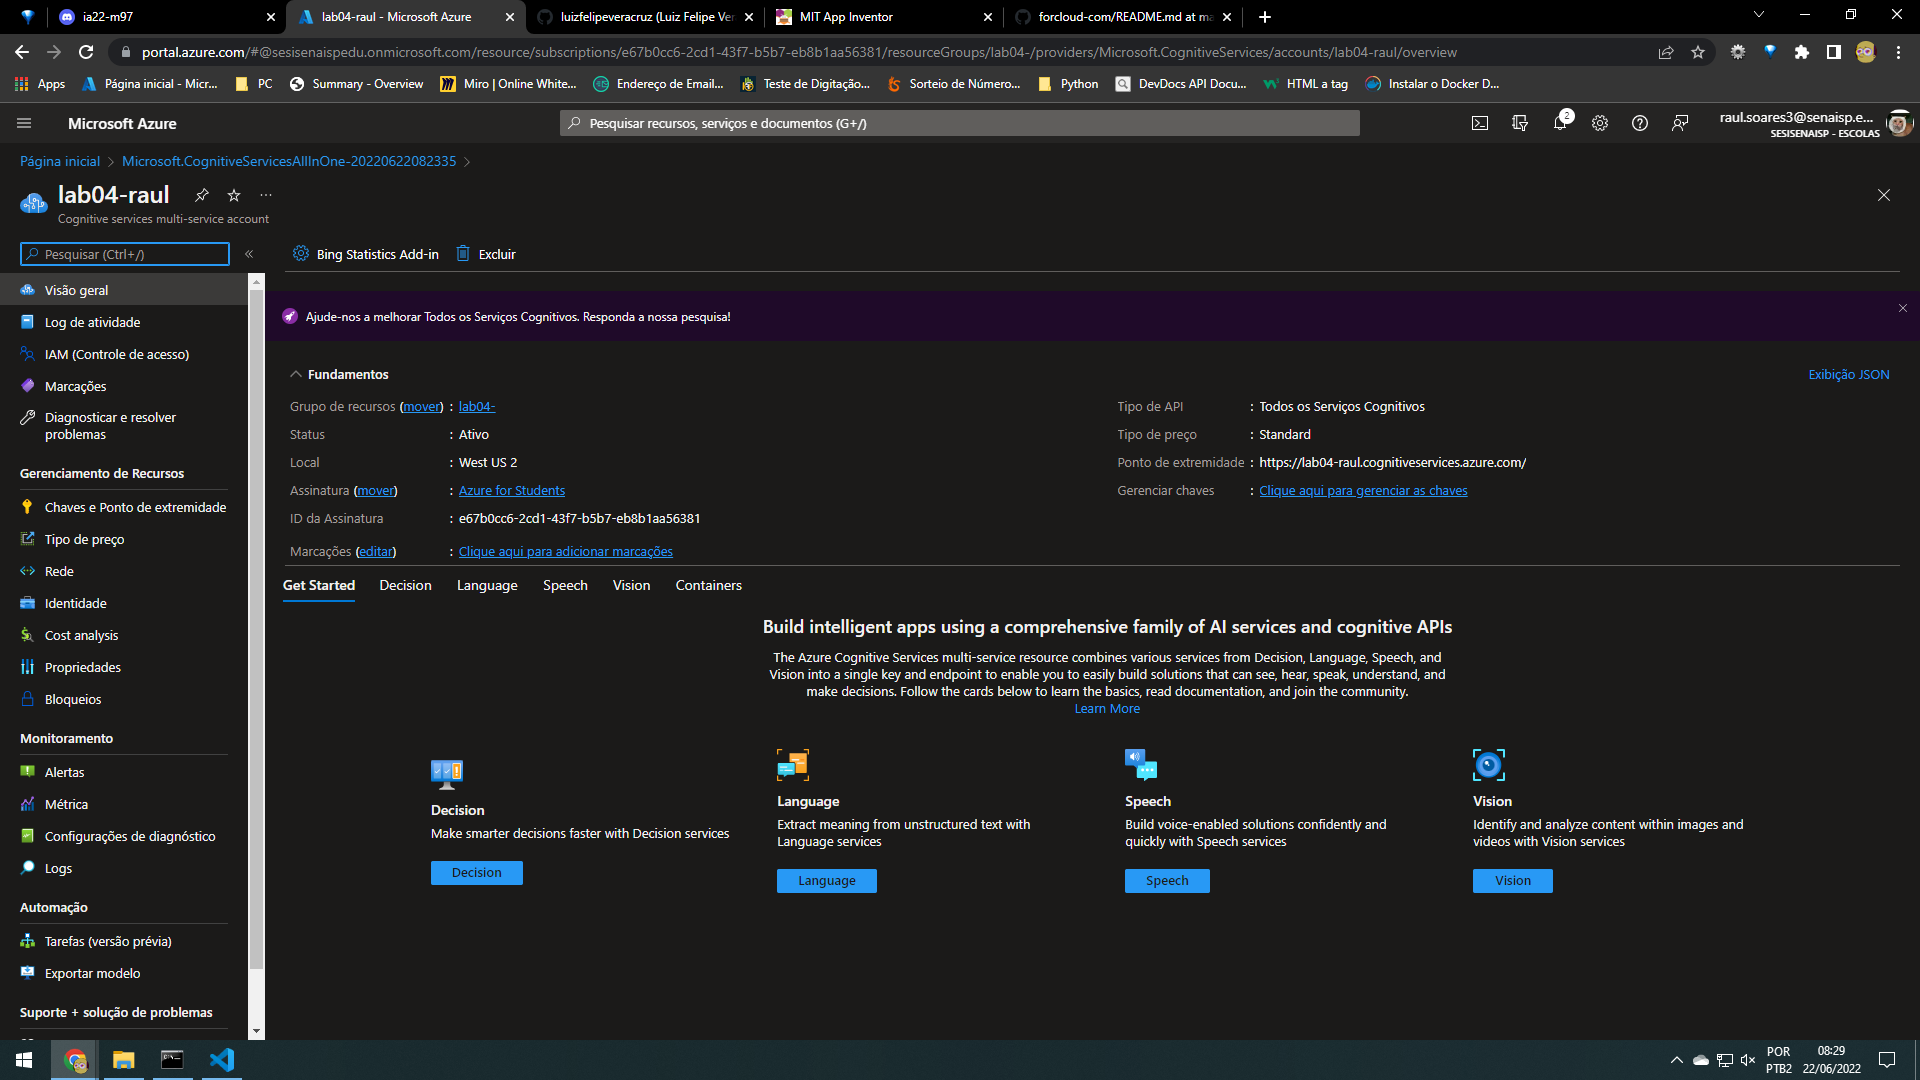 ia22-m97
lab04-raul - Microsoft Azure
luizfelipeveracruz (Luiz Felipe Ver
MIT App Inventor
forcloud-com/README.md at ma
portal.azure.com/#@sesisenaispedu.onmicrosoft.com/resource/subscriptions/e67b0cc6-2cd1-43f7-b5b7-eb8b1aa56381/resourceGroups/lab04-/providers/Microsoft.CognitiveServices/accounts/lab04-raul/overview
Apps
Página inicial - Micr...
PC
Summary - Overview
Miro | Online White...
Endereço de Email...
Teste de Digitação...
Sorteio de Número...
Python
DevDocs API Docu...
HTML a tag
Instalar o Docker D...
Microsoft Azure
Pesquisar recursos, serviços e documentos (G+/)
2
raul.soares3@senaisp.e...
SESISENAISP - ESCOLAS
Página inicial > Microsoft.CognitiveServicesAllInOne-20220622082335 >
lab04-raul
...
Cognitive services multi-service account
Pesquisar (Ctrl+/)
«
Bing Statistics Add-in
Excluir
Visão geral
Log de atividade
IAM (Controle de acesso)
Marcações
Diagnosticar e resolver
problemas
Gerenciamento de Recursos
Chaves e Ponto de extremidade
Tipo de preço
Rede
Identidade
Cost analysis
Propriedades
Bloqueios
Monitoramento
Alertas
Métrica
Configurações de diagnóstico
Logs
Automação
Tarefas (versão prévia)
Exportar modelo
Suporte + solução de problemas
Ajude-nos a melhorar Todos os Serviços Cognitivos. Responda a nossa pesquisa!
Fundamentos
Exibição JSON
Grupo de recursos (mover) : lab04-
Status : Ativo
Local : West US 2
Assinatura (mover) : Azure for Students
ID da Assinatura : e67b0cc6-2cd1-43f7-b5b7-eb8b1aa56381
Marcações (editar) : Clique aqui para adicionar marcações
Tipo de API : Todos os Serviços Cognitivos
Tipo de preço : Standard
Ponto de extremidade : https://lab04-raul.cognitiveservices.azure.com/
Gerenciar chaves : Clique aqui para gerenciar as chaves
Get Started
Decision
Language
Speech
Vision
Containers
Build intelligent apps using a comprehensive family of AI services and cognitive APIs
The Azure Cognitive Services multi-service resource combines various services from Decision, Language, Speech, and
Vision into a single key and endpoint to enable you to easily build solutions that can see, hear, speak, understand, and
make decisions. Follow the cards below to learn the basics, read documentation, and join the community.
Learn More
Decision
Make smarter decisions faster with Decision services
Decision
Language
Extract meaning from unstructured text with
Language services
Language
Speech
Build voice-enabled solutions confidently and
quickly with Speech services
Speech
Vision
Identify and analyze content within images and
videos with Vision services
Vision
POR
PTB2
08:29
22/06/2022